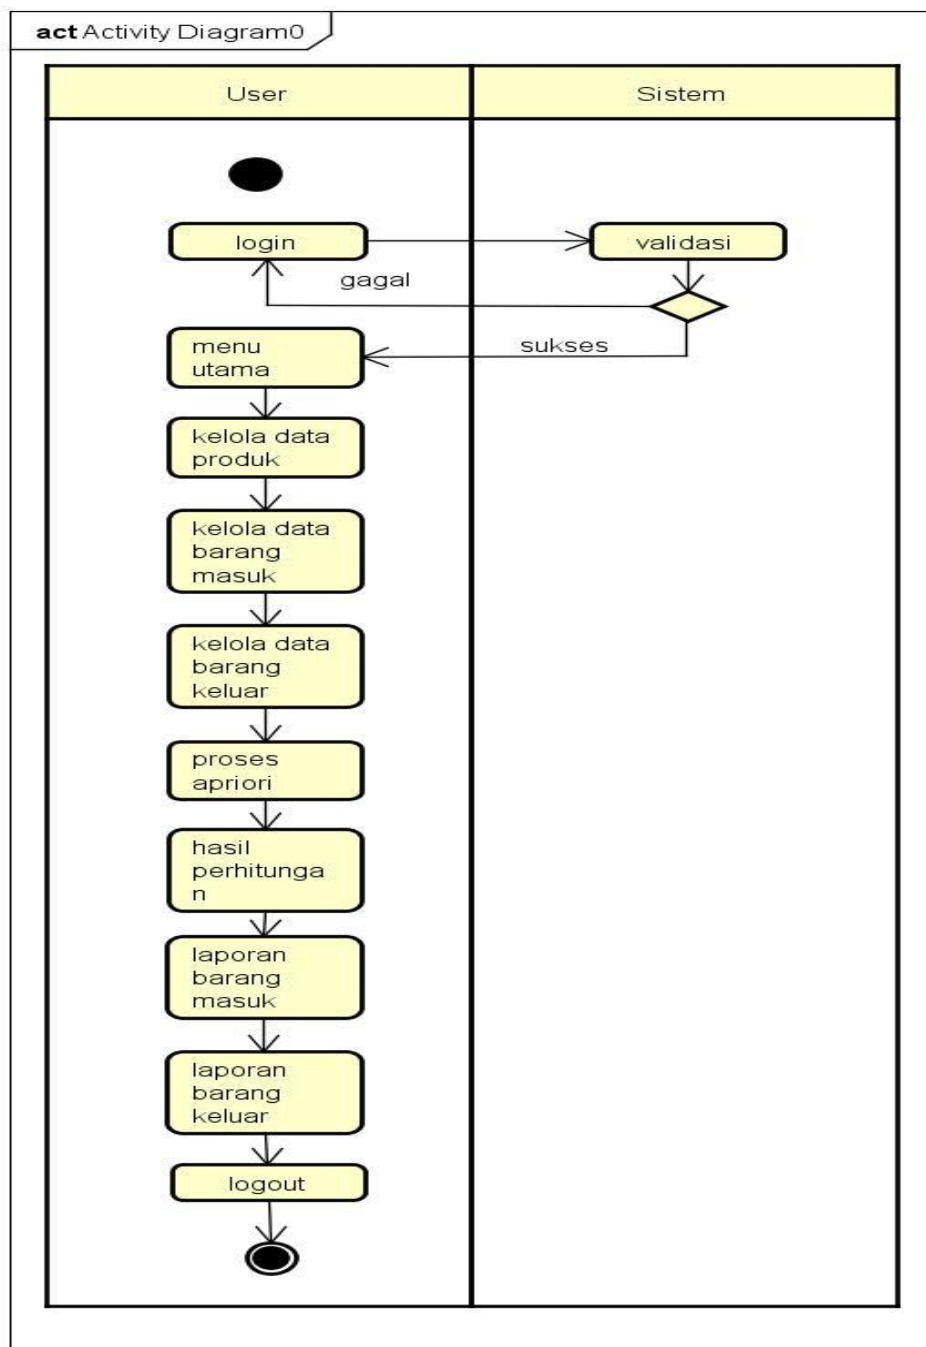 act Activity Diagram0
User
Sistem
login
validasi
gagal
sukses
menu
utama
kelola data
produk
kelola data
barang
masuk
kelola data
barang
keluar
proses
apriori
hasil
perhitunga
n
laporan
barang
masuk
laporan
barang
keluar
logout